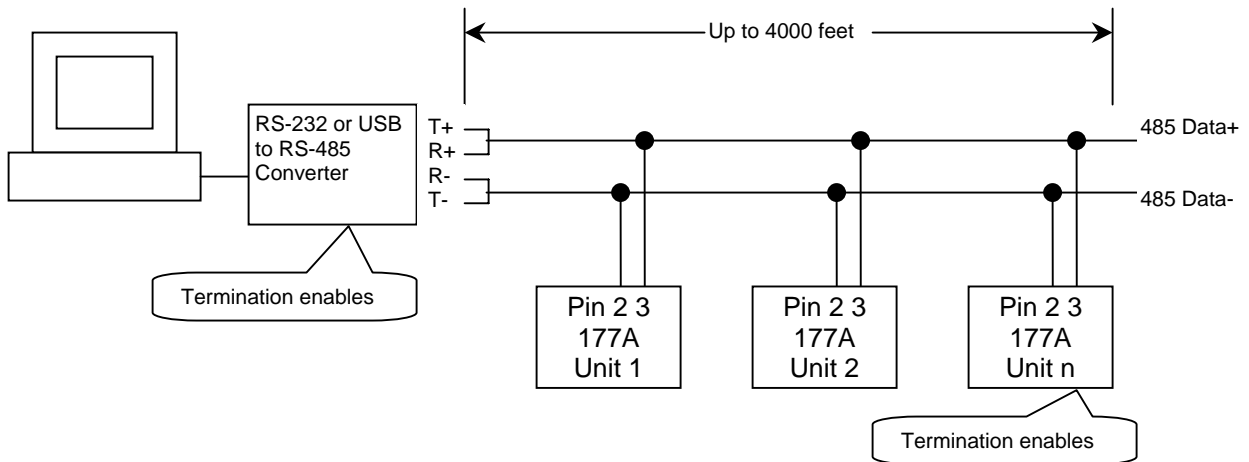 Up to 4000 feet
RS-232 or USB
to RS-485
Converter
T+
R+
R-
T-
485 Data+
485 Data-
Termination enables
Pin 2 3
177A
Unit 1
Pin 2 3
177A
Unit 2
Pin 2 3
177A
Unit n
Termination enables